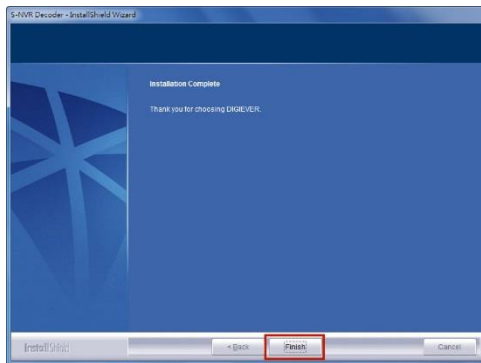 S-NVR Decoder - InstallShield Wizard
Installation Complete
Thank you for choosing DIGIEVER.
InstallShield
< Back
Finish
Cancel